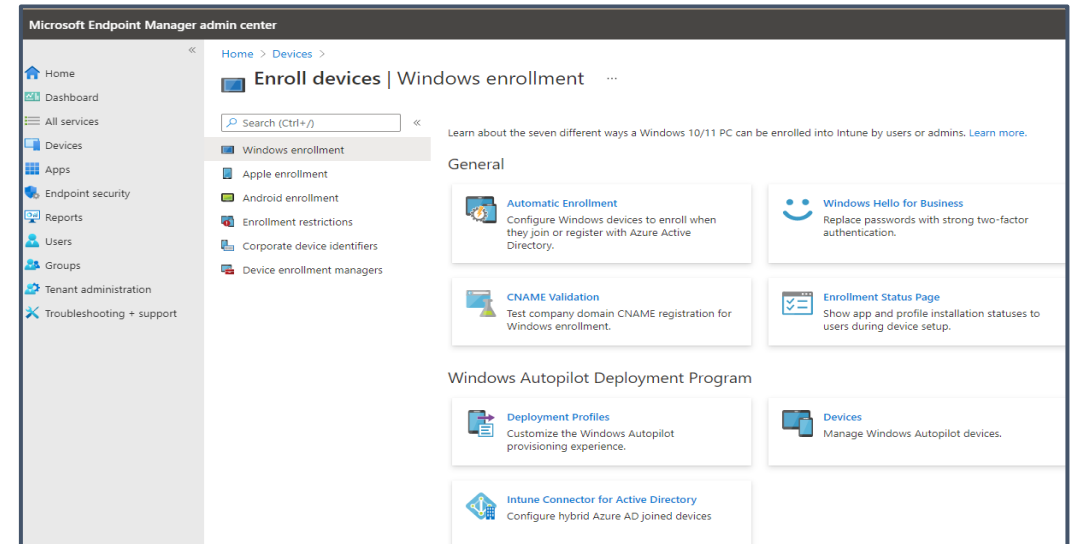 Microsoft Endpoint Manager admin center
«
Home
Dashboard
All services
Devices
Apps
Endpoint security
Reports
Users
Groups
Tenant administration
Troubleshooting + support
Home > Devices >
Enroll devices | Windows enrollment ...
Search (Ctrl+/)
«
Windows enrollment
Apple enrollment
Android enrollment
Enrollment restrictions
Corporate device identifiers
Device enrollment managers
Learn about the seven different ways a Windows 10/11 PC can be enrolled into Intune by users or admins. Learn more.
General
Automatic Enrollment
Configure Windows devices to enroll when
they join or register with Azure Active
Directory.
Windows Hello for Business
Replace passwords with strong two-factor
authentication.
CNAME Validation
Test company domain CNAME registration for
Windows enrollment.
Enrollment Status Page
Show app and profile installation statuses to
users during device setup.
Windows Autopilot Deployment Program
Deployment Profiles
Customize the Windows Autopilot
provisioning experience.
Devices
Manage Windows Autopilot devices.
Intune Connector for Active Directory
Configure hybrid Azure AD joined devices